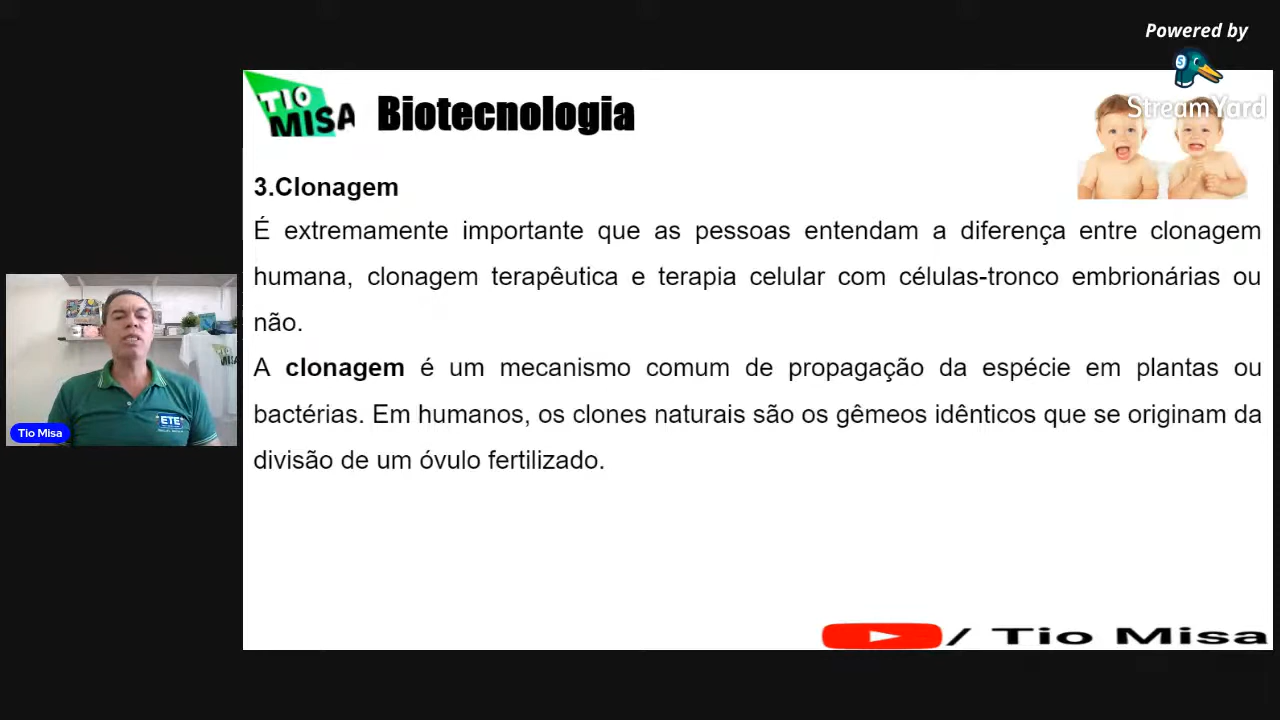 Powered by
StreamYard
TIO
MISA
Biotecnologia
3.Clonagem
É extremamente importante que as pessoas entendam a diferença entre clonagem
humana, clonagem terapêutica e terapia celular com células-tronco embrionárias ou
não.
A clonagem é um mecanismo comum de propagação da espécie em plantas ou
bactérias. Em humanos, os clones naturais são os gêmeos idênticos que se originam da
divisão de um óvulo fertilizado.
ETE
Tio Misa
/ Tio Misa